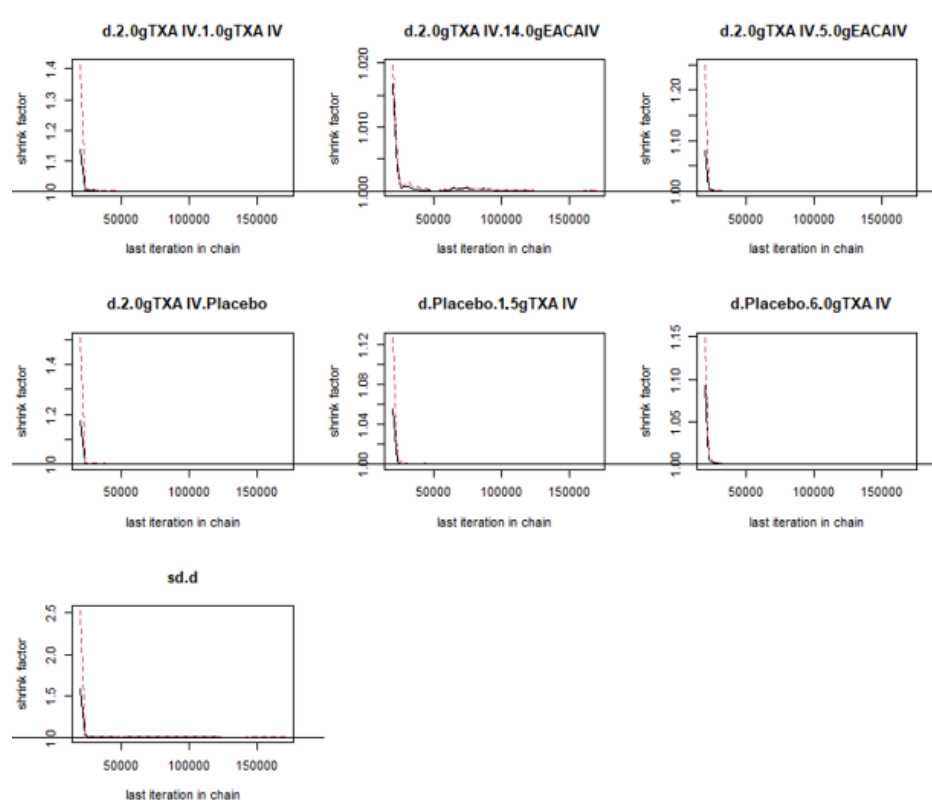 d.2.0gTXA IV.1.0gTXA IV
shrink factor
1.0 1.1 1.2 1.3 1.4
50000 100000 150000
last iteration in chain
d.2.0gTXA IV.14.0gEACAIV
shrink factor
1.000 1.010 1.020
50000 100000 150000
last iteration in chain
d.2.0gTXA IV.5.0gEACAIV
shrink factor
1.00 1.10 1.20
50000 100000 150000
last iteration in chain
d.2.0gTXA IV.Placebo
shrink factor
1.0 1.2 1.4
50000 100000 150000
last iteration in chain
d.Placebo.1.5gTXA IV
shrink factor
1.00 1.04 1.08 1.12
50000 100000 150000
last iteration in chain
d.Placebo.6.0gTXA IV
shrink factor
1.00 1.05 1.10 1.15
50000 100000 150000
last iteration in chain
sd.d
shrink factor
1.0 1.5 2.0 2.5
50000 100000 150000
last iteration in chain